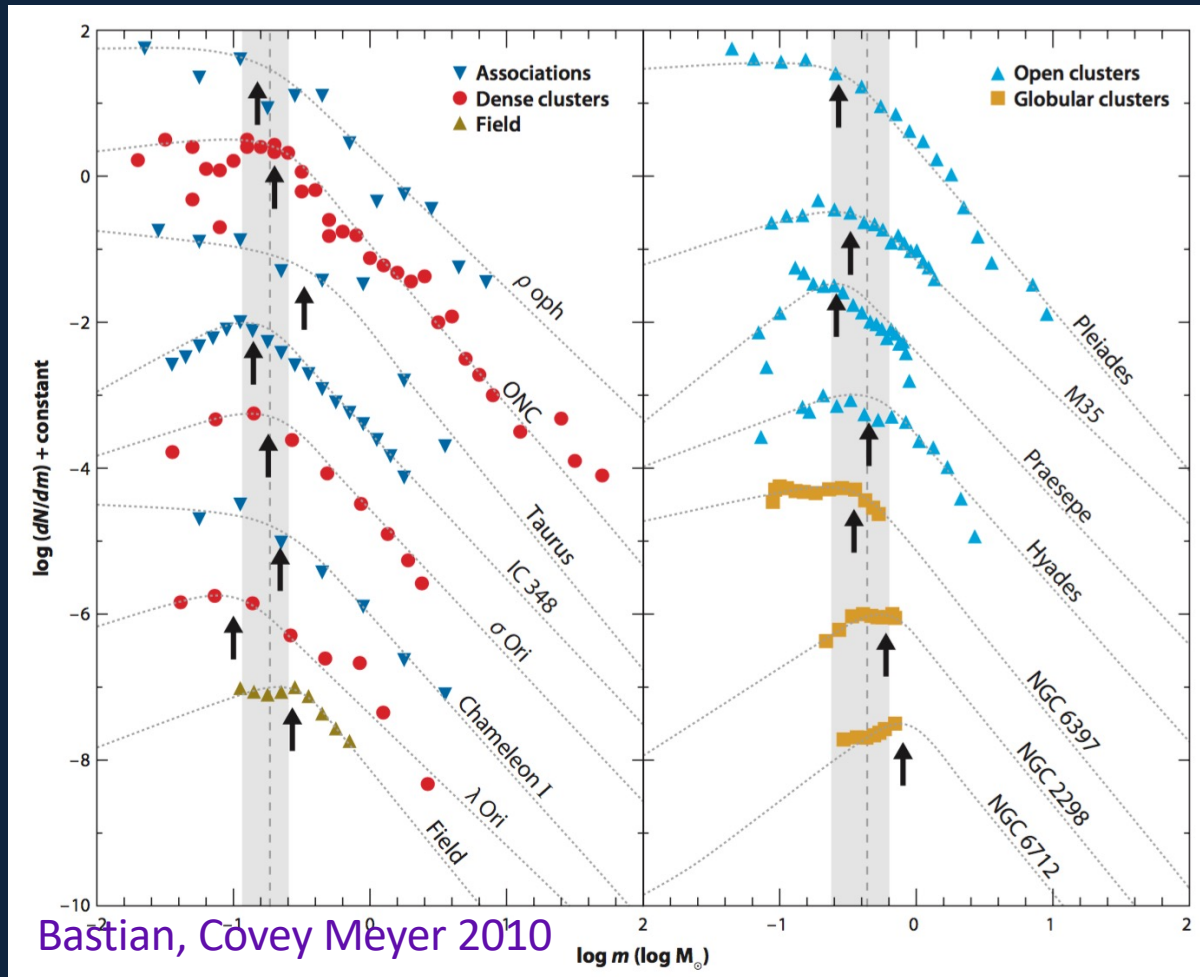 2
0
−2
−4
−6
−8
−10
log (dN/dm) + constant
Associations
Dense clusters
Field
ρ oph
ONC
Taurus
IC 348
σ Ori
Chameleon I
λ Ori
Field
Open clusters
Globular clusters
Pleiades
M35
Praesepe
Hyades
NGC 6397
NGC 2298
NGC 6712
−2
−1
0
1
2
−1
0
1
2
log m (log M☉)
Bastian, Covey Meyer 2010